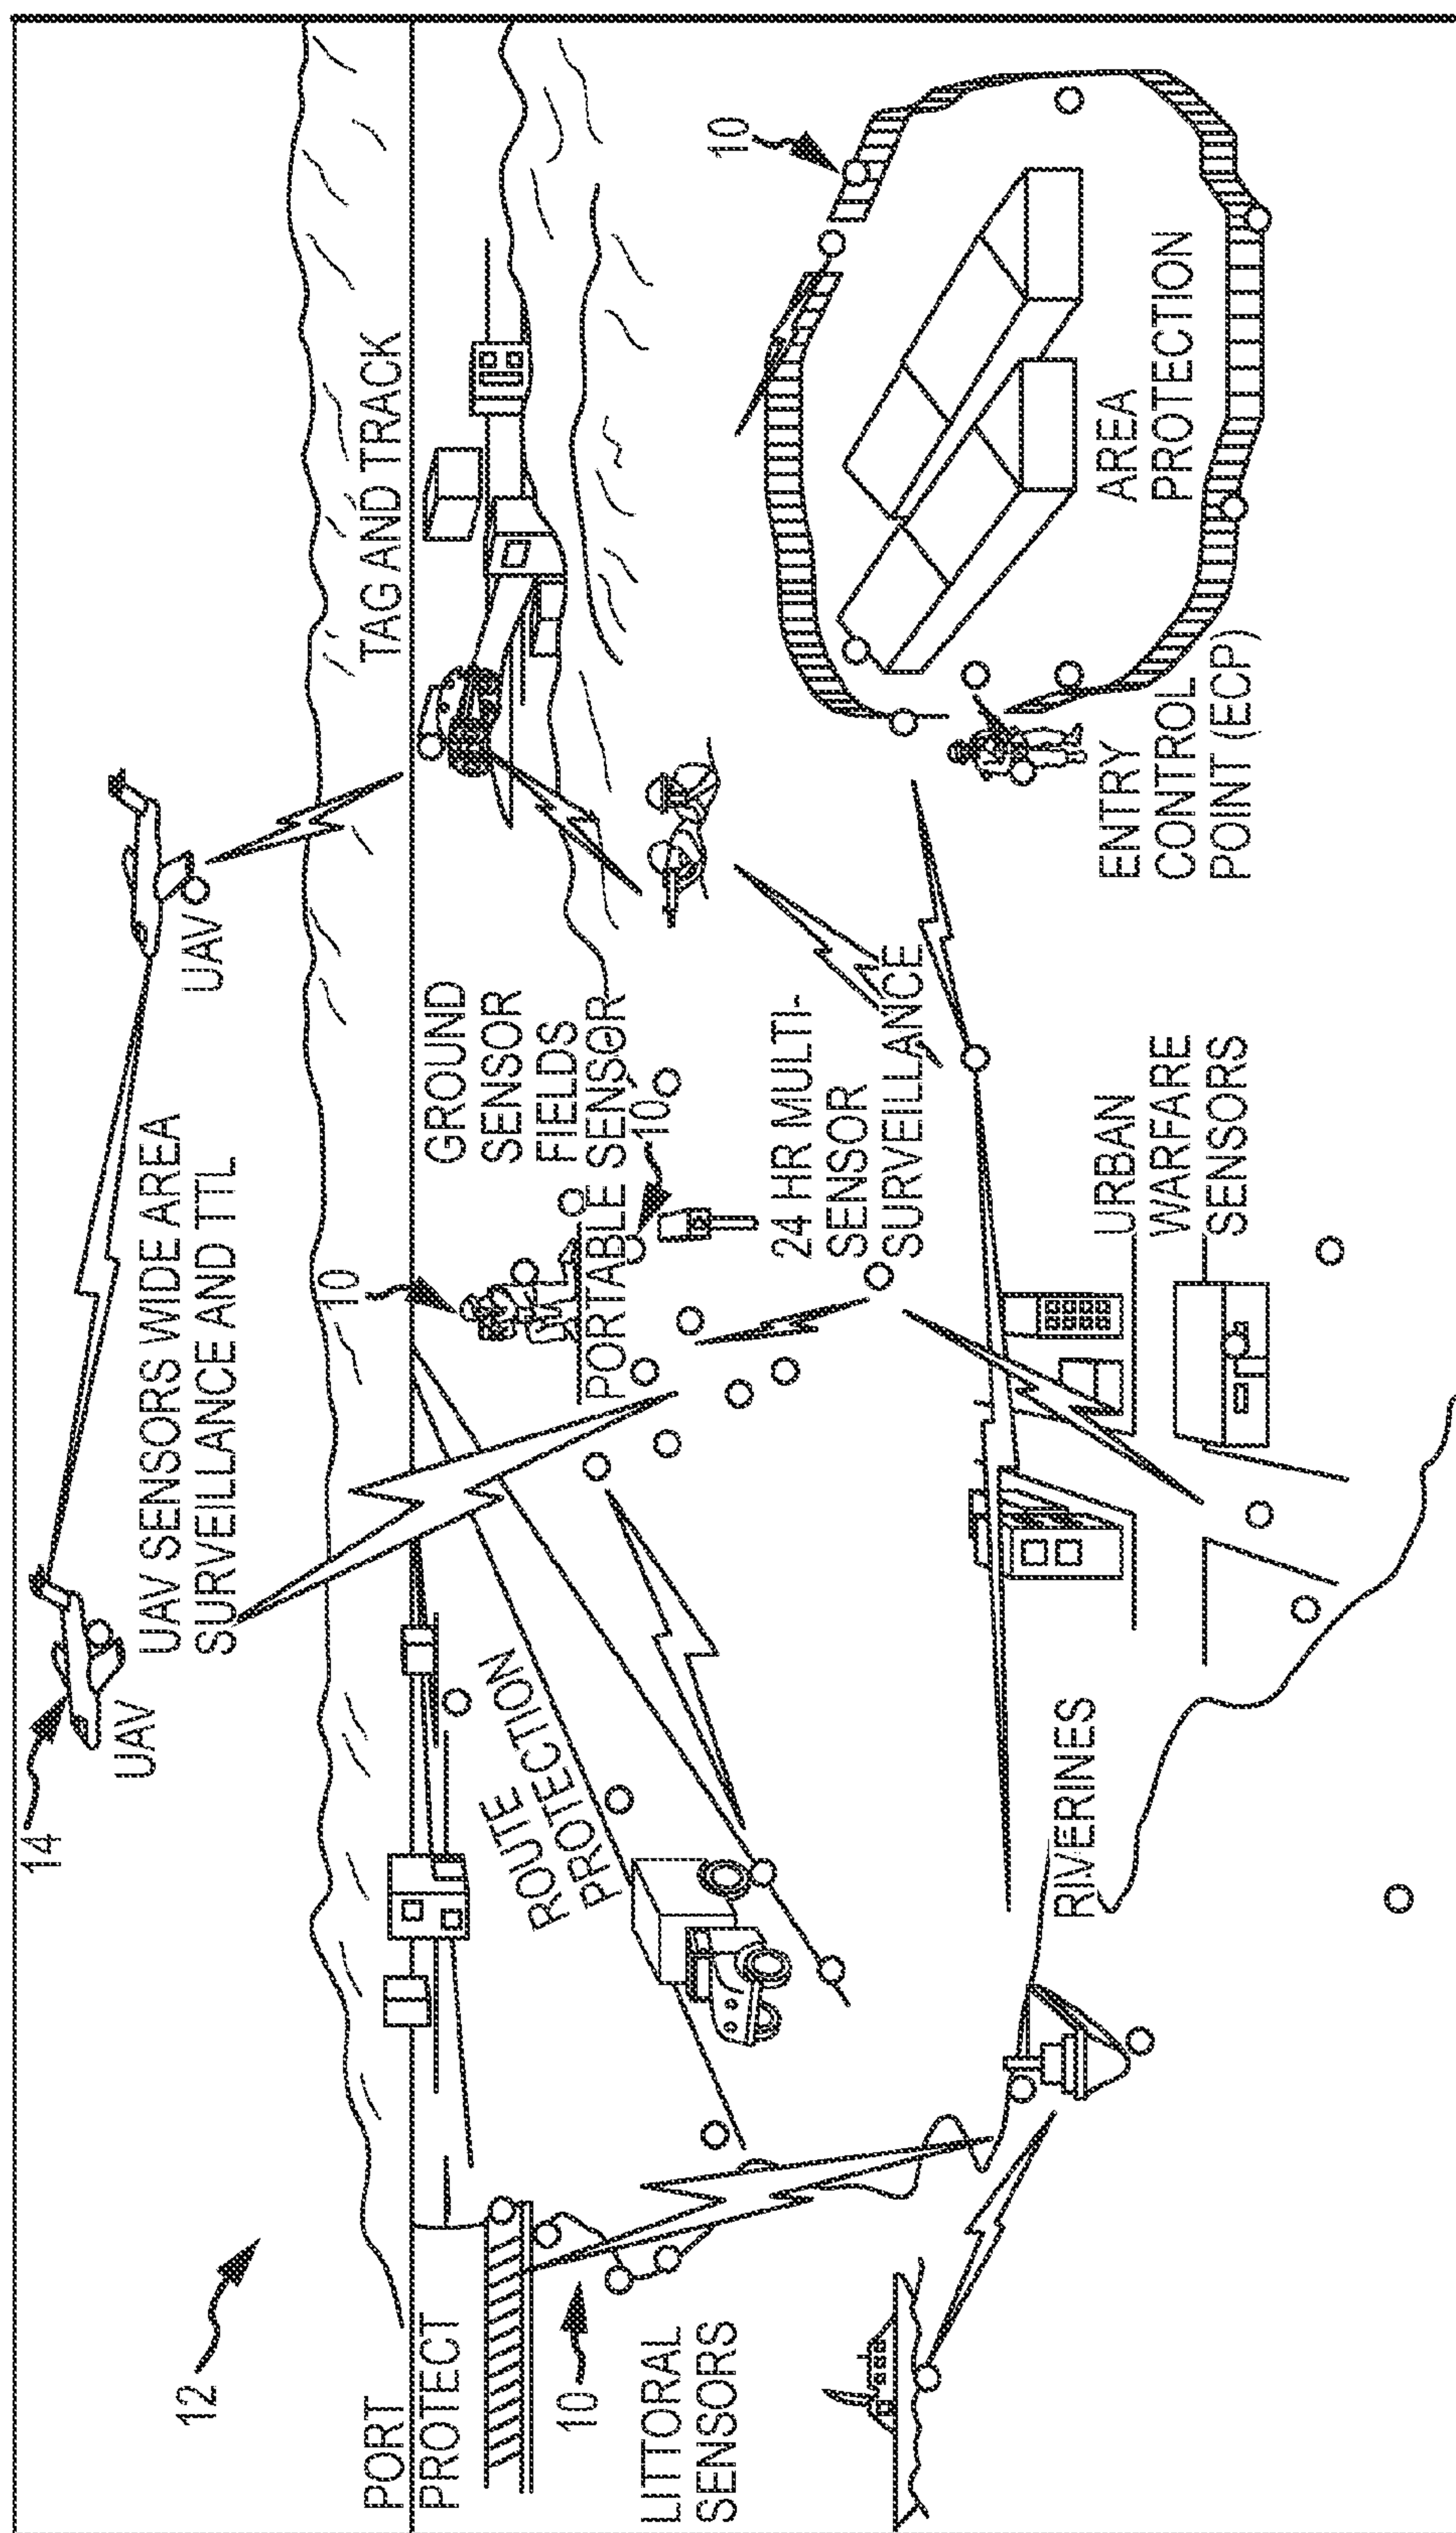 12
14
UAV
UAV
UAV SENSORS WIDE AREA
SURVEILLANCE AND TTL
10
TAG AND TRACK
PORT
PROTECT
10
LITTORAL
SENSORS
ROUTE
PROTECTION
GROUND
SENSOR
FIELDS
PORTABLE SENSOR
10
24 HR MULTI-
SENSOR
SURVEILLANCE
10
AREA
PROTECTION
ENTRY
CONTROL
POINT (ECP)
RIVERINES
URBAN
WARFARE
SENSORS